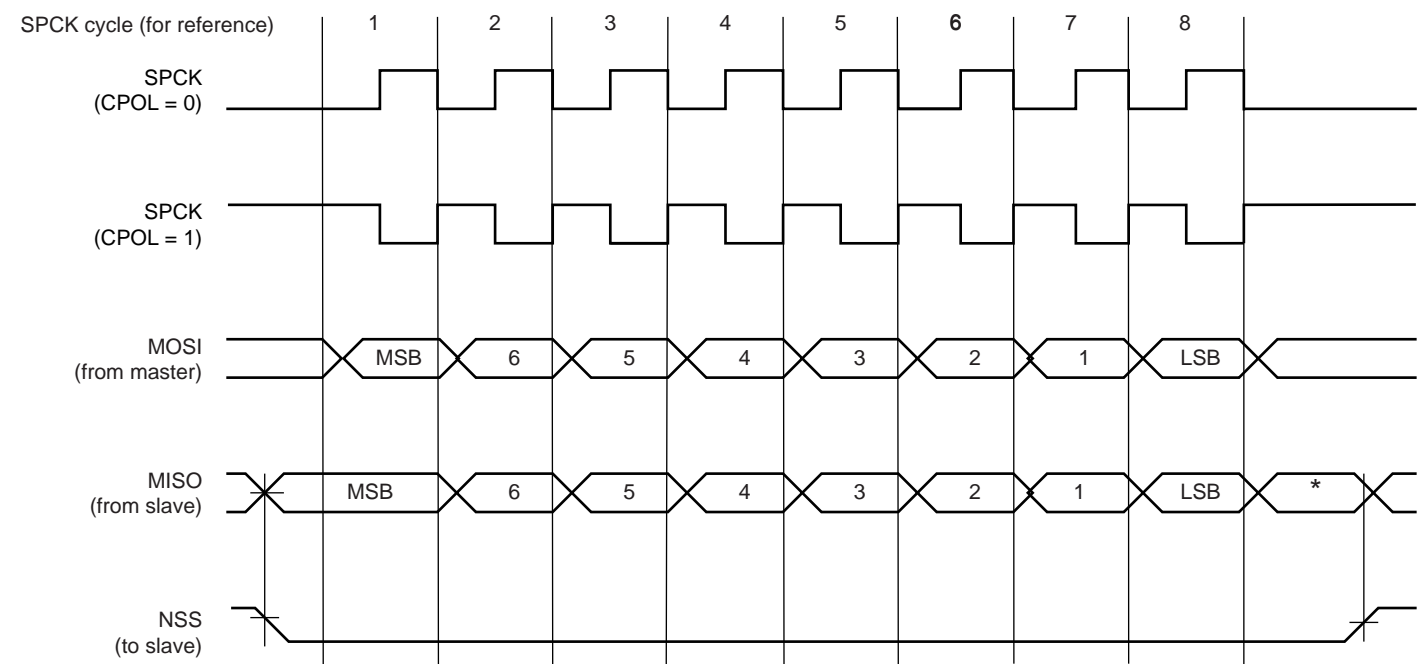 SPCK cycle (for reference) 1 2 3 4 5 6 7 8
SPCK
(CPOL = 0)
SPCK
(CPOL = 1)
MOSI
(from master)
MSB 6 5 4 3 2 1 LSB
MISO
(from slave)
MSB 6 5 4 3 2 1 LSB *
NSS
(to slave)